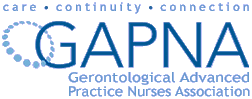 care • continuity • connection
GAPNA
Gerontological Advanced
Practice Nurses Association